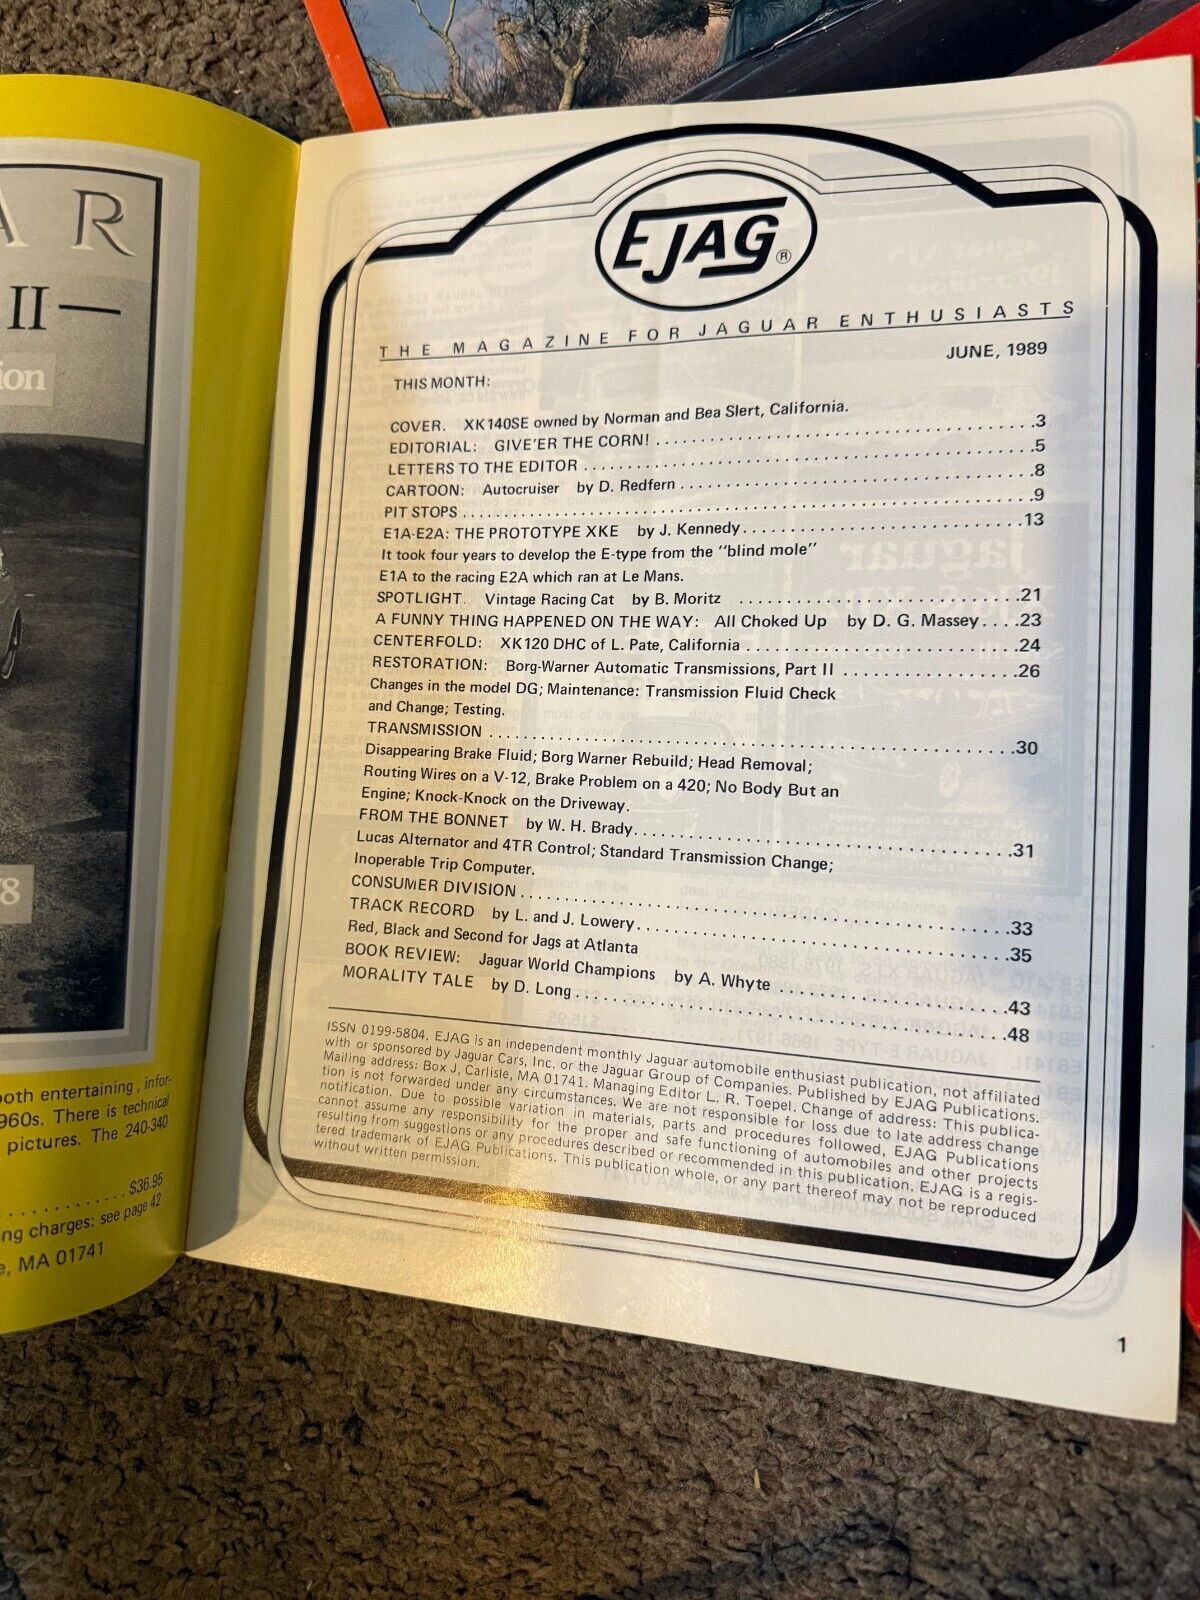 A R
II —
ion
78
both entertaining, infor-
960s. There is technical
pictures. The 240-340
$36.95
ng charges: see page 42
e, MA 01741
EJAG®
THE MAGAZINE FOR JAGUAR ENTHUSIASTS
JUNE, 1989
THIS MONTH:
COVER. XK140SE owned by Norman and Bea Slert, California.
EDITORIAL: GIVE'ER THE CORN! ..... 3
LETTERS TO THE EDITOR ..... 5
CARTOON: Autocruiser by D. Redfern ..... 8
PIT STOPS ..... 9
E1A-E2A: THE PROTOTYPE XKE by J. Kennedy ..... 13
It took four years to develop the E-type from the "blind mole"
E1A to the racing E2A which ran at Le Mans.
SPOTLIGHT. Vintage Racing Cat by B. Moritz ..... 21
A FUNNY THING HAPPENED ON THE WAY: All Choked Up by D. G. Massey .... 23
CENTERFOLD: XK120 DHC of L. Pate, California ..... 24
RESTORATION: Borg-Warner Automatic Transmissions, Part II ..... 26
Changes in the model DG; Maintenance: Transmission Fluid Check
and Change; Testing.
TRANSMISSION ..... 30
Disappearing Brake Fluid; Borg Warner Rebuild; Head Removal;
Routing Wires on a V-12, Brake Problem on a 420; No Body But an
Engine; Knock-Knock on the Driveway.
FROM THE BONNET by W. H. Brady ..... 31
Lucas Alternator and 4TR Control; Standard Transmission Change;
Inoperable Trip Computer.
CONSUMER DIVISION ..... 33
TRACK RECORD by L. and J. Lowery ..... 35
Red, Black and Second for Jags at Atlanta
BOOK REVIEW: Jaguar World Champions by A. Whyte ..... 43
MORALITY TALE by D. Long ..... 48
ISSN 0199-5804. EJAG is an independent monthly Jaguar automobile enthusiast publication, not affiliated
with or sponsored by Jaguar Cars, Inc. or the Jaguar Group of Companies. Published by EJAG Publications.
Mailing address: Box J, Carlisle, MA 01741. Managing Editor L. R. Toepel. Change of address: This publica-
tion is not forwarded under any circumstances. We are not responsible for loss due to late address change
notification. Due to possible variation in materials, parts and procedures followed, EJAG Publications
cannot assume any responsibility for the proper and safe functioning of automobiles and other projects
resulting from suggestions or any procedures described or recommended in this publication. EJAG is a regis-
tered trademark of EJAG Publications. This publication whole, or any part thereof may not be reproduced
without written permission.
1